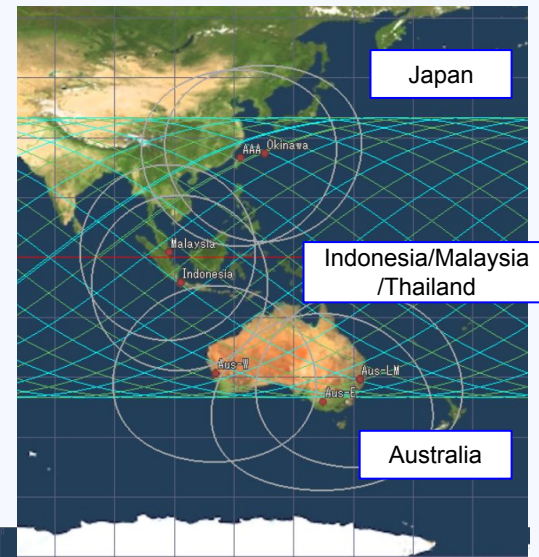 Japan
AAA
Okinawa
Malaysia
Indonesia/Malaysia
/Thailand
Indonesia
Aus-W
Aus-LM
Aus-E
Australia